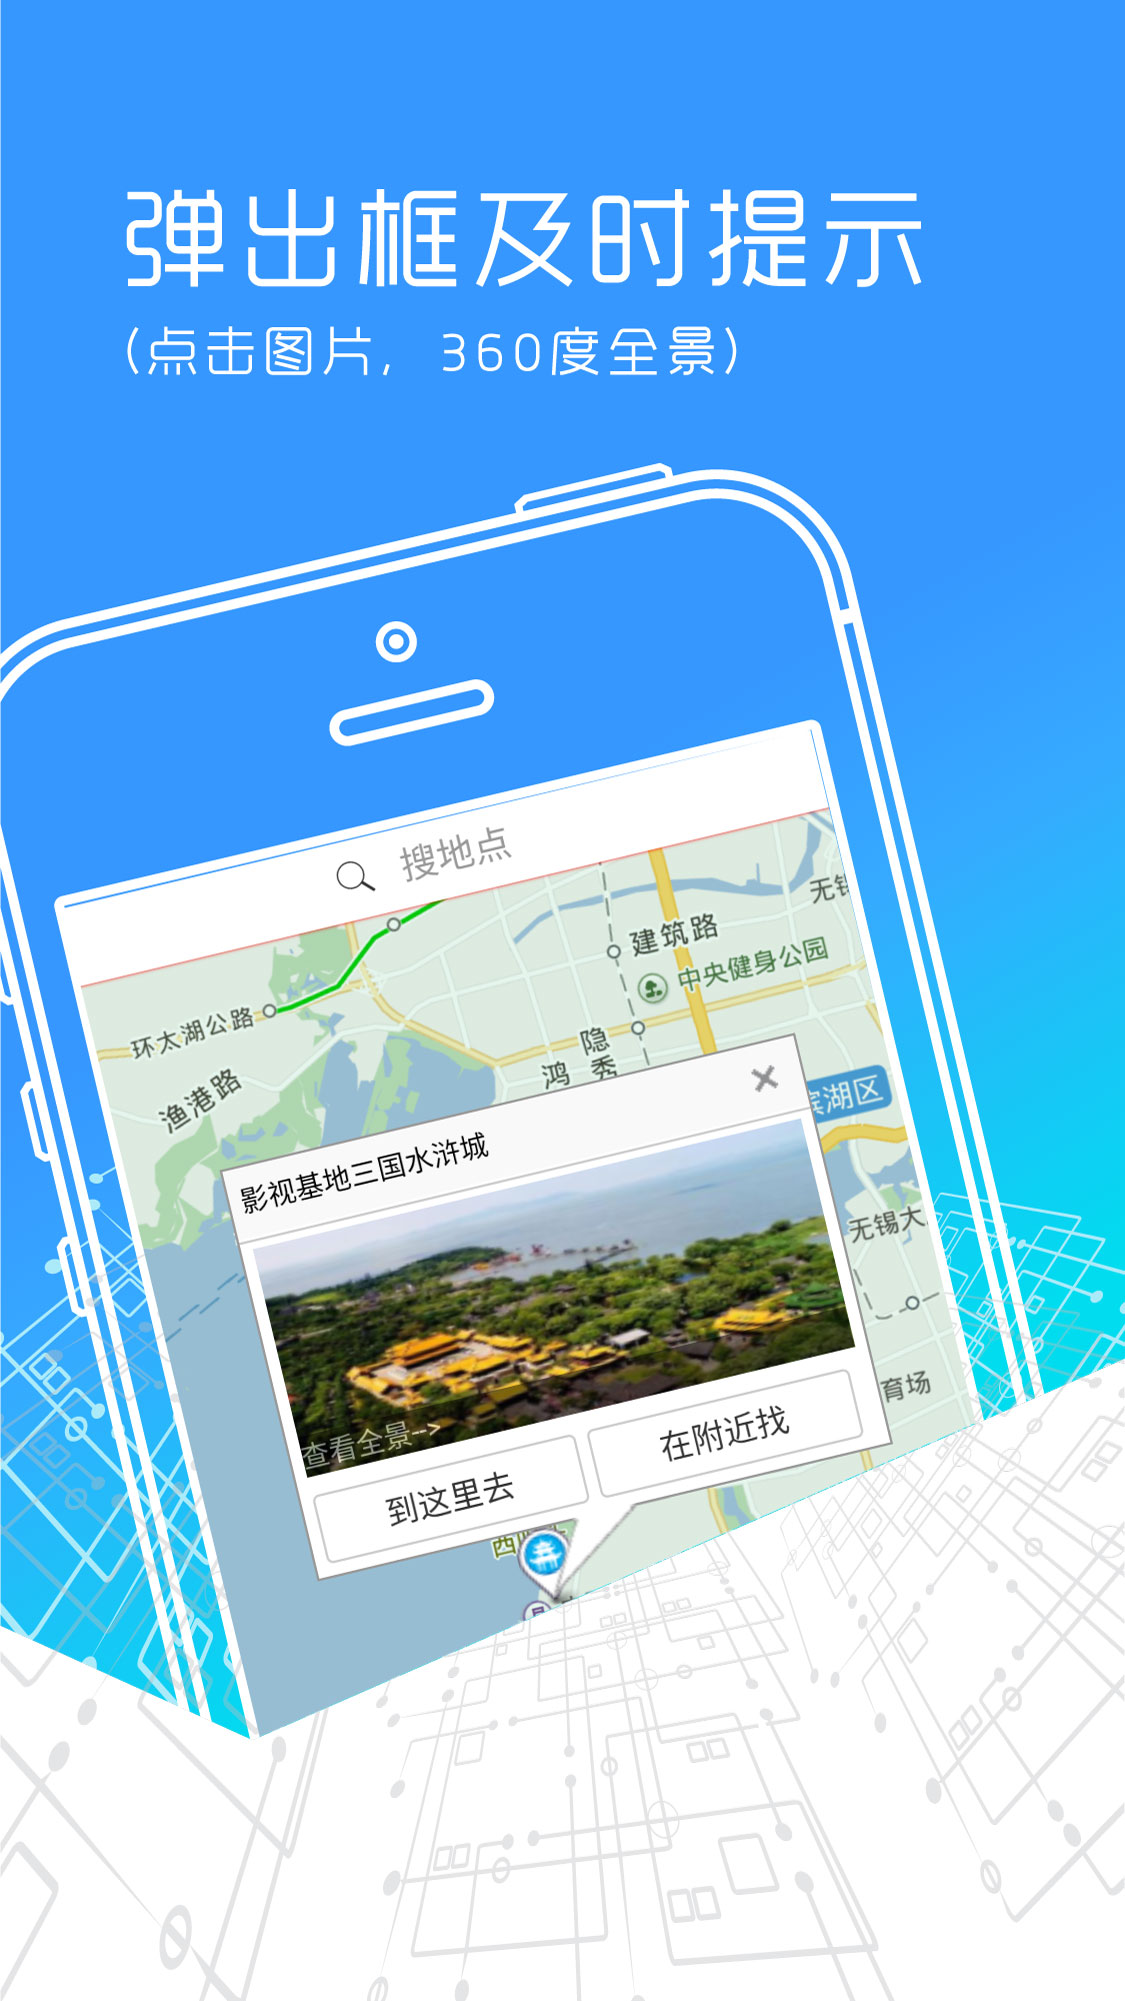 弹出框及时提示
(点击图片, 360度全景)
搜地点
无锡
建筑路
中央健身公园
环太湖公路
隐秀
鸿
渔港路
滨湖区
影视基地三国水浒城
无锡大
查看全景-->
育场
在附近找
到这里去
西